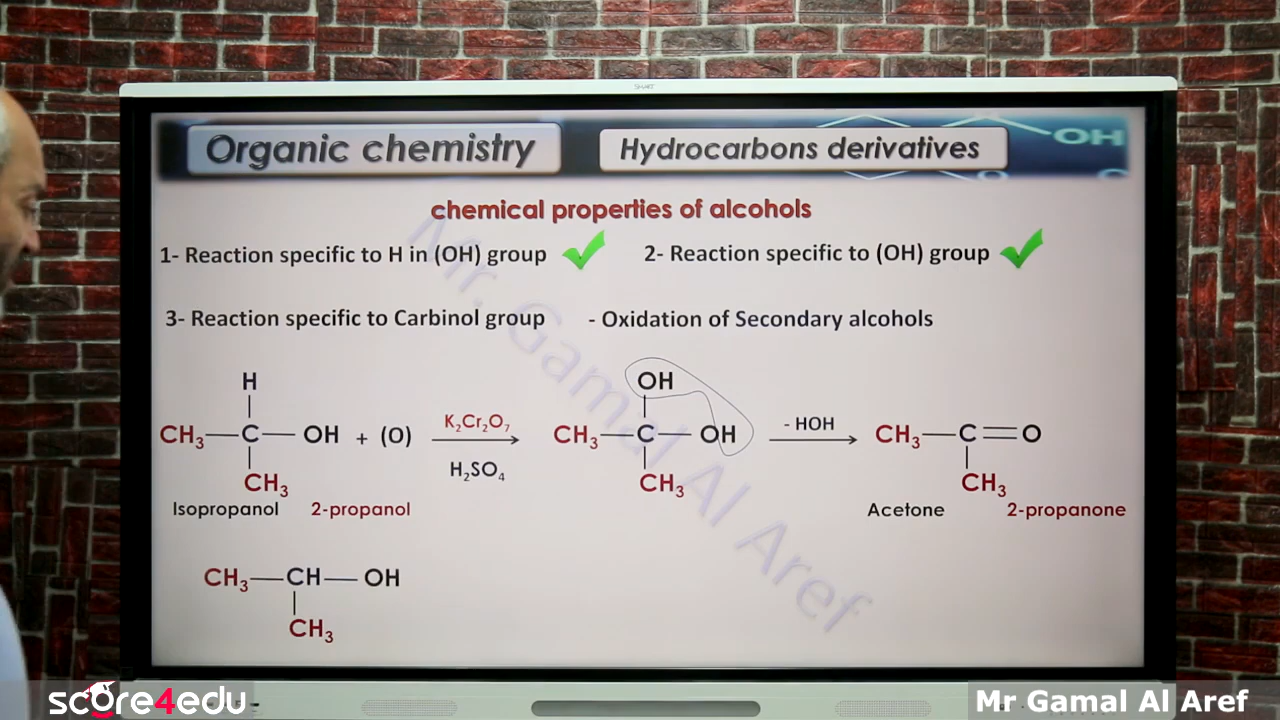 SMART
Organic chemistry
Hydrocarbons derivatives
OH
O
chemical properties of alcohols
1- Reaction specific to H in (OH) group
2- Reaction specific to (OH) group
3- Reaction specific to Carbinol group
- Oxidation of Secondary alcohols
H
CH₃—C—OH + (O)
K₂Cr₂O₇
H₂SO₄
CH₃
Isopropanol 2-propanol
OH
CH₃—C—OH
CH₃
- HOH
CH₃—C=O
CH₃
Acetone 2-propanone
CH₃—CH—OH
CH₃
Mr. Gamal Al Aref
score4edu
Mr Gamal Al Aref